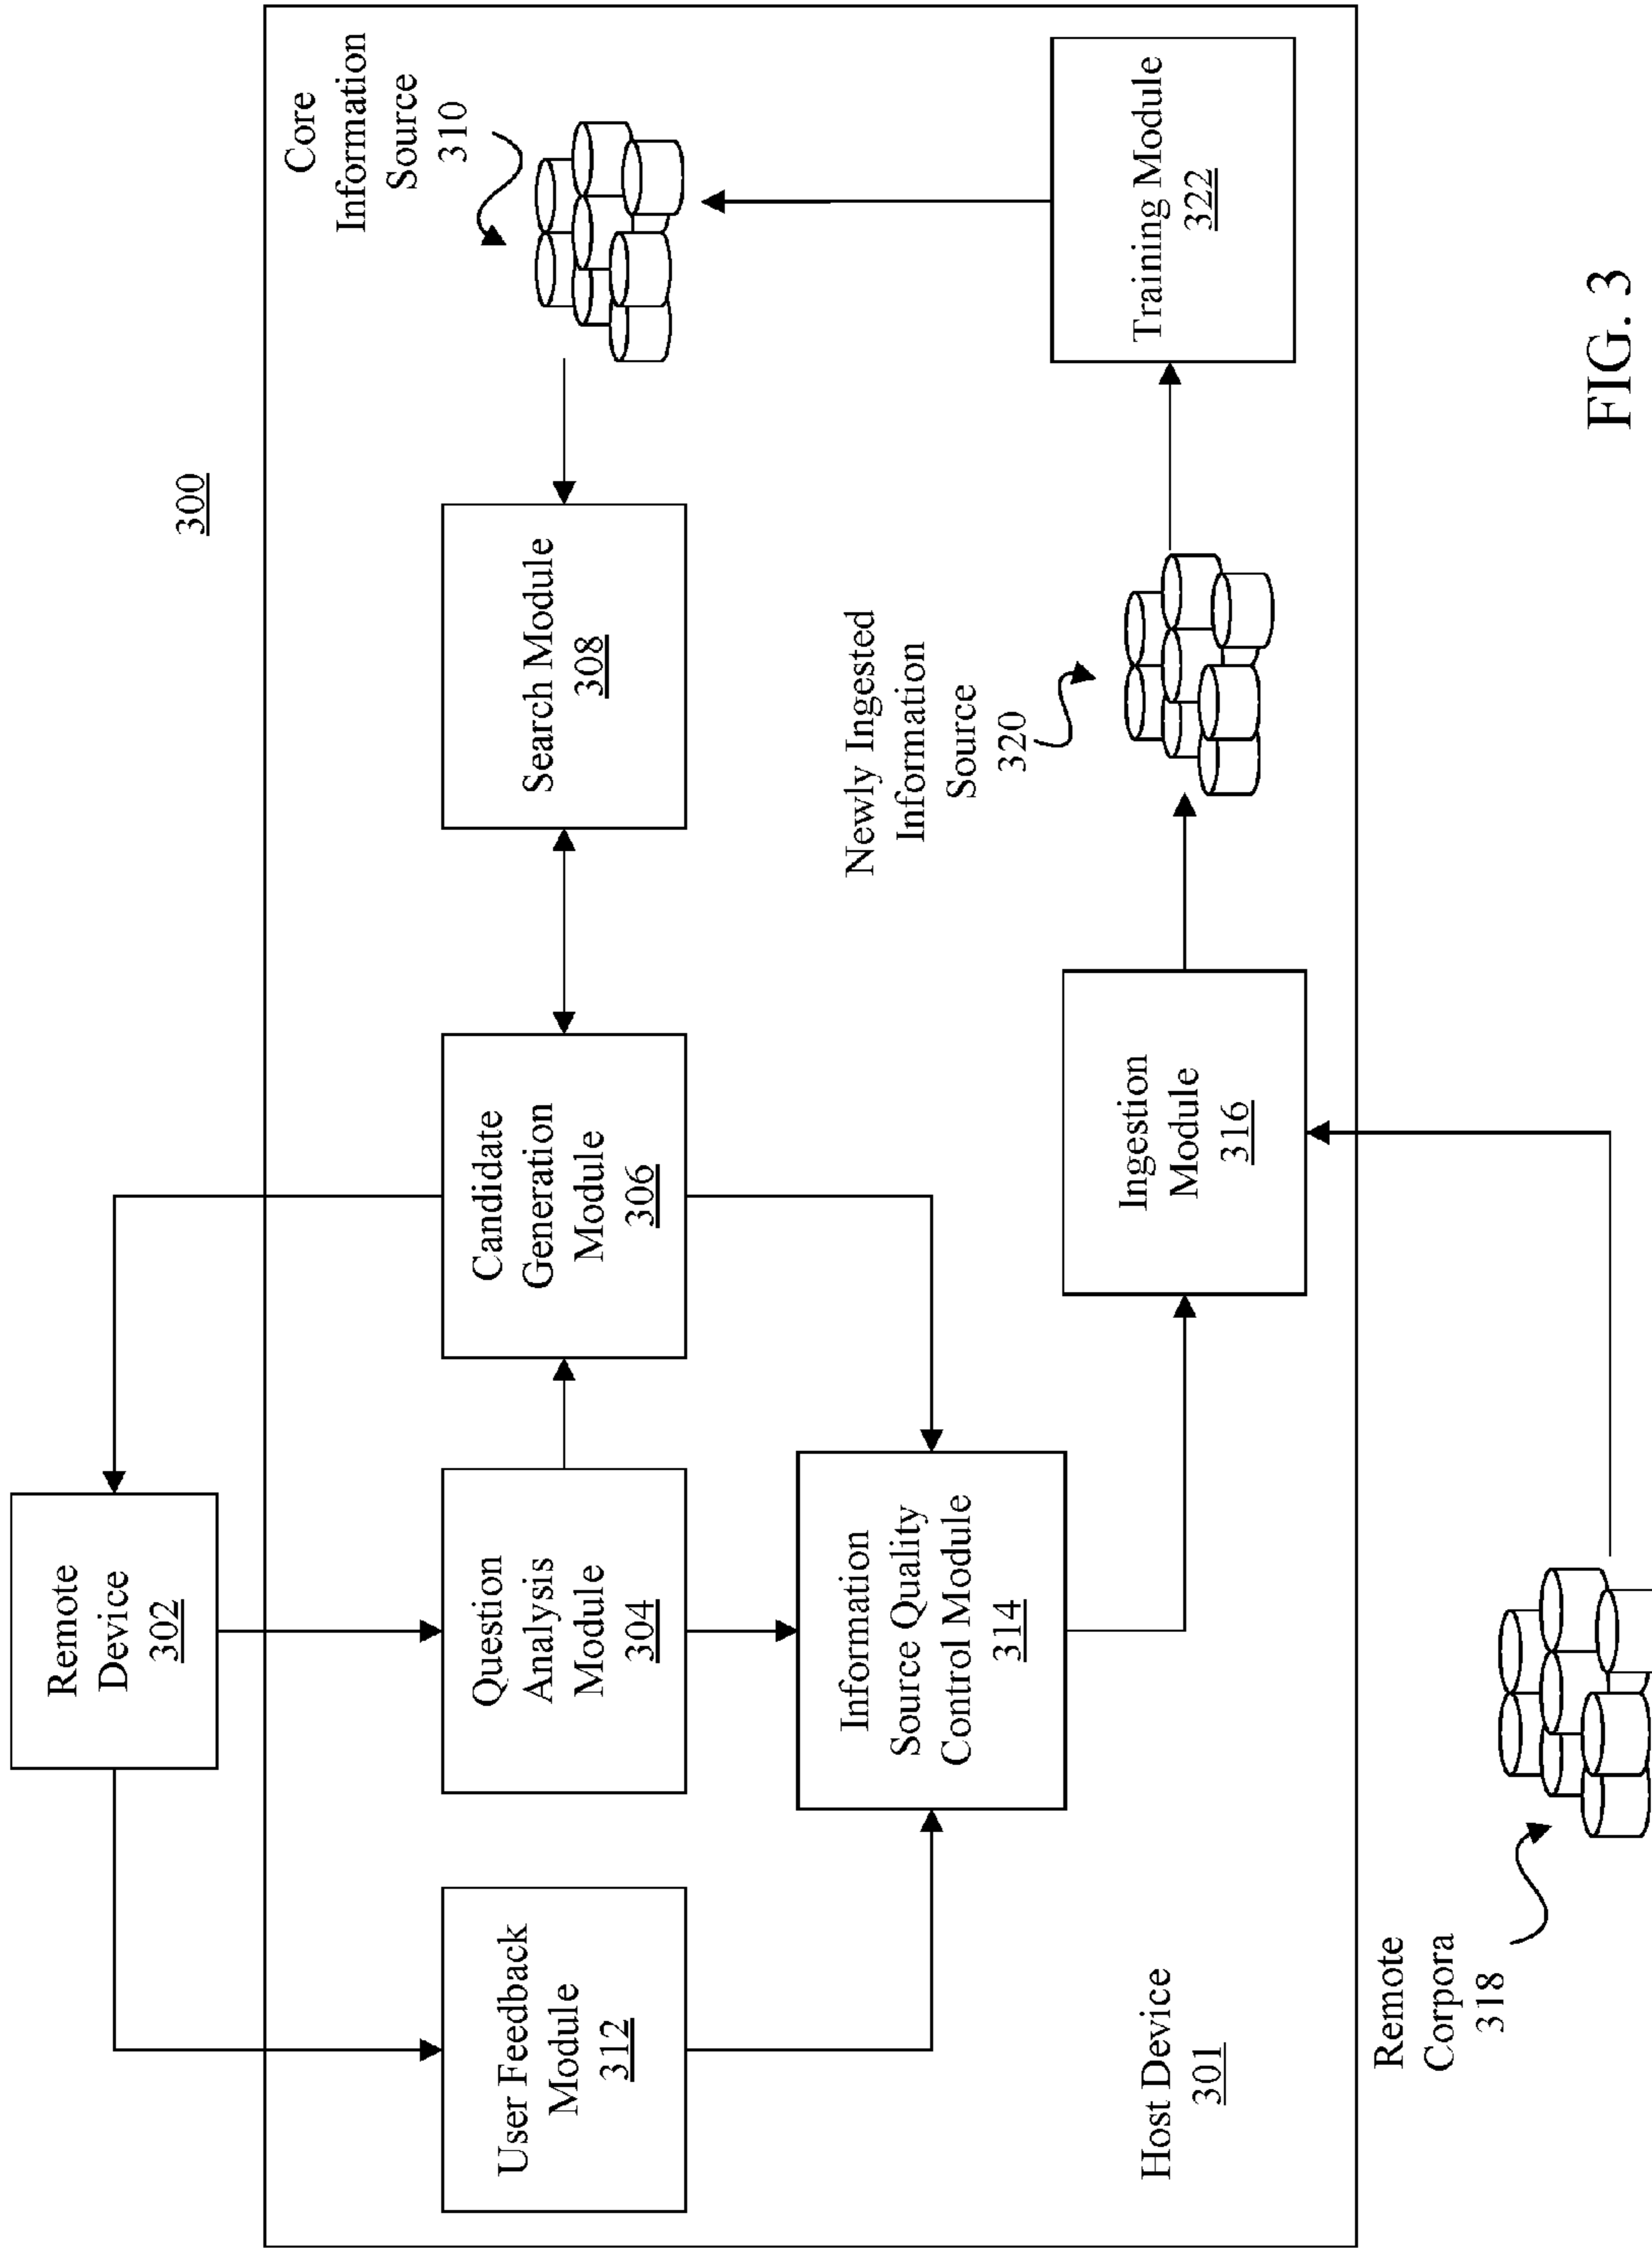 300
Remote
Device
302
User Feedback
Module
312
Question
Analysis
Module
304
Candidate
Generation
Module
306
Search Module
308
Core
Information
Source
310
Information
Source Quality
Control Module
314
Newly Ingested
Information
Source
320
Ingestion
Module
316
Training Module
322
Host Device
301
Remote
Corpora
318
FIG. 3